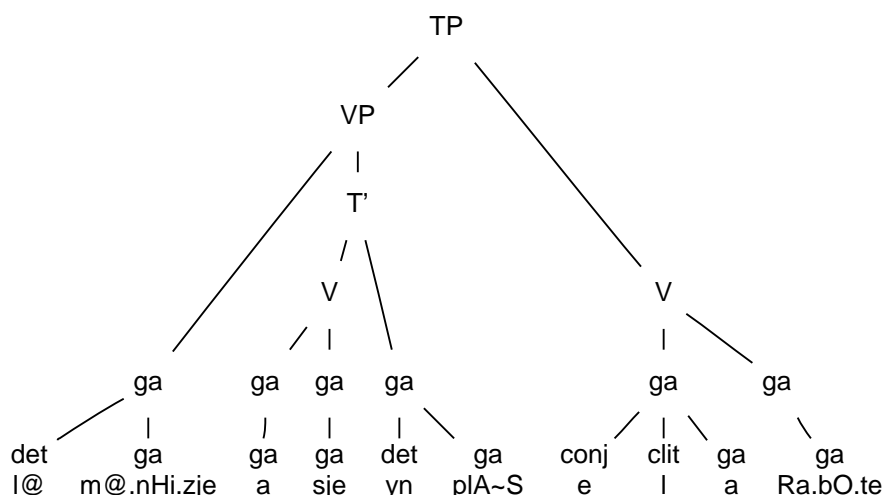 TP
VP
T'
V V
ga ga ga ga ga ga
det ga ga ga det ga conj clit ga ga
l@ m@.nHi.zje a sje yn plA~S e l a Ra.bO.te